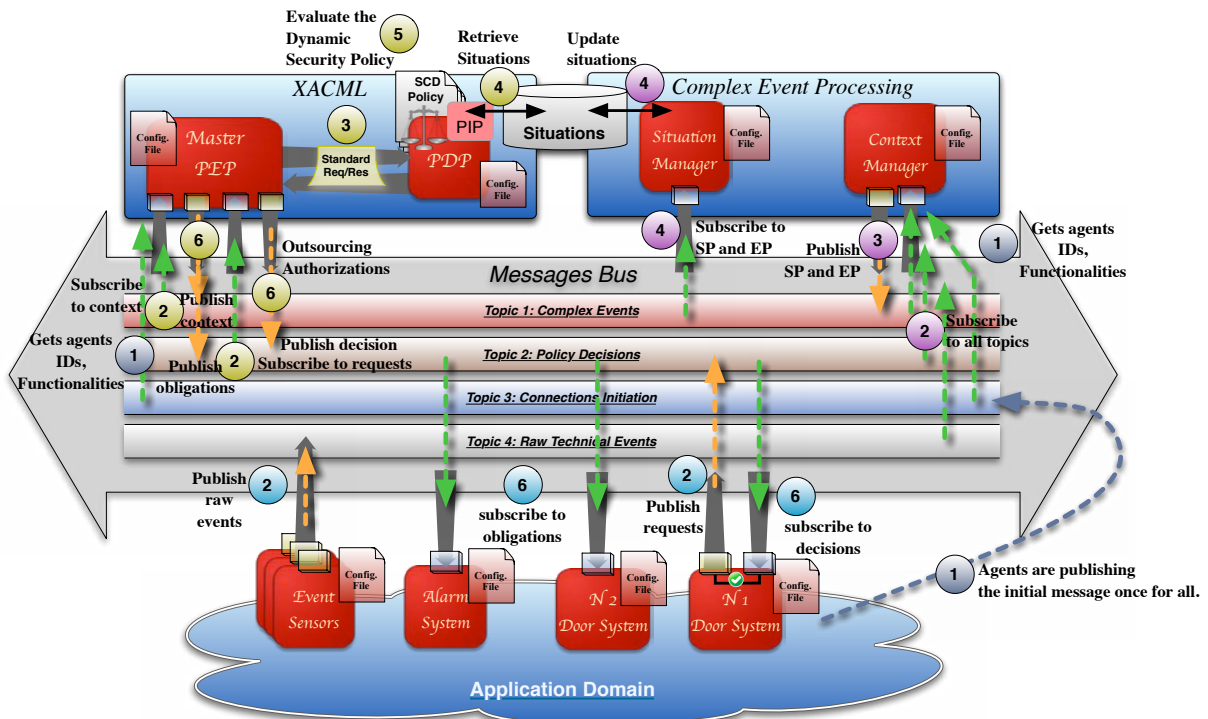 Evaluate the
Dynamic
Security Policy
5
Retrieve
Situations
4
Update
situations
4
XACML
Complex Event Processing
SCD
Policy
PIP
Situations
Config.
File
Master
PEP
3
Standard
Req/Res
PDP
Config.
File
Situation
Manager
Config.
File
Context
Manager
Config.
File
6
Outsourcing
Authorizations
6
4
Subscribe to
SP and EP
3
Publish
SP and EP
1
Gets agents
IDs,
Functionalities
Messages Bus
Subscribe
to context
2
Publish
context
Topic 1: Complex Events
2
Subscribe
to all topics
Gets agents
IDs,
Functionalities
1
Publish
obligations
2
Publish decision
Subscribe to requests
Topic 2: Policy Decisions
Topic 3: Connections Initiation
Topic 4: Raw Technical Events
Publish
raw
events
2
6
subscribe to
obligations
2
Publish
requests
6
subscribe to
decisions
Event
Sensors
Config.
File
Alarm
System
Config.
File
N 2
Door System
Config.
File
N 1
Door System
Config.
File
1
Agents are publishing
the initial message once for all.
Application Domain